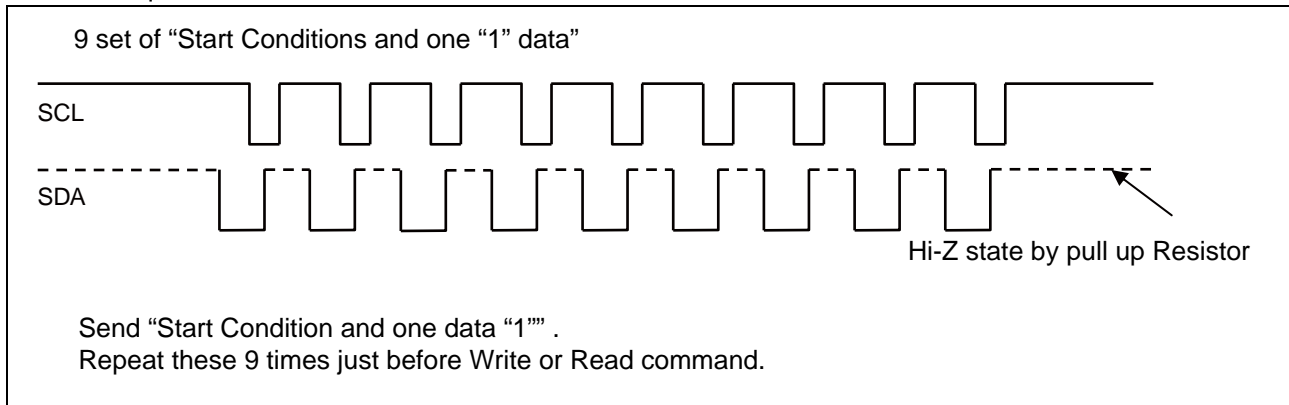 9 set of “Start Conditions and one “1” data”
SCL
SDA
Hi-Z state by pull up Resistor
Send “Start Condition and one data “1”” .
Repeat these 9 times just before Write or Read command.